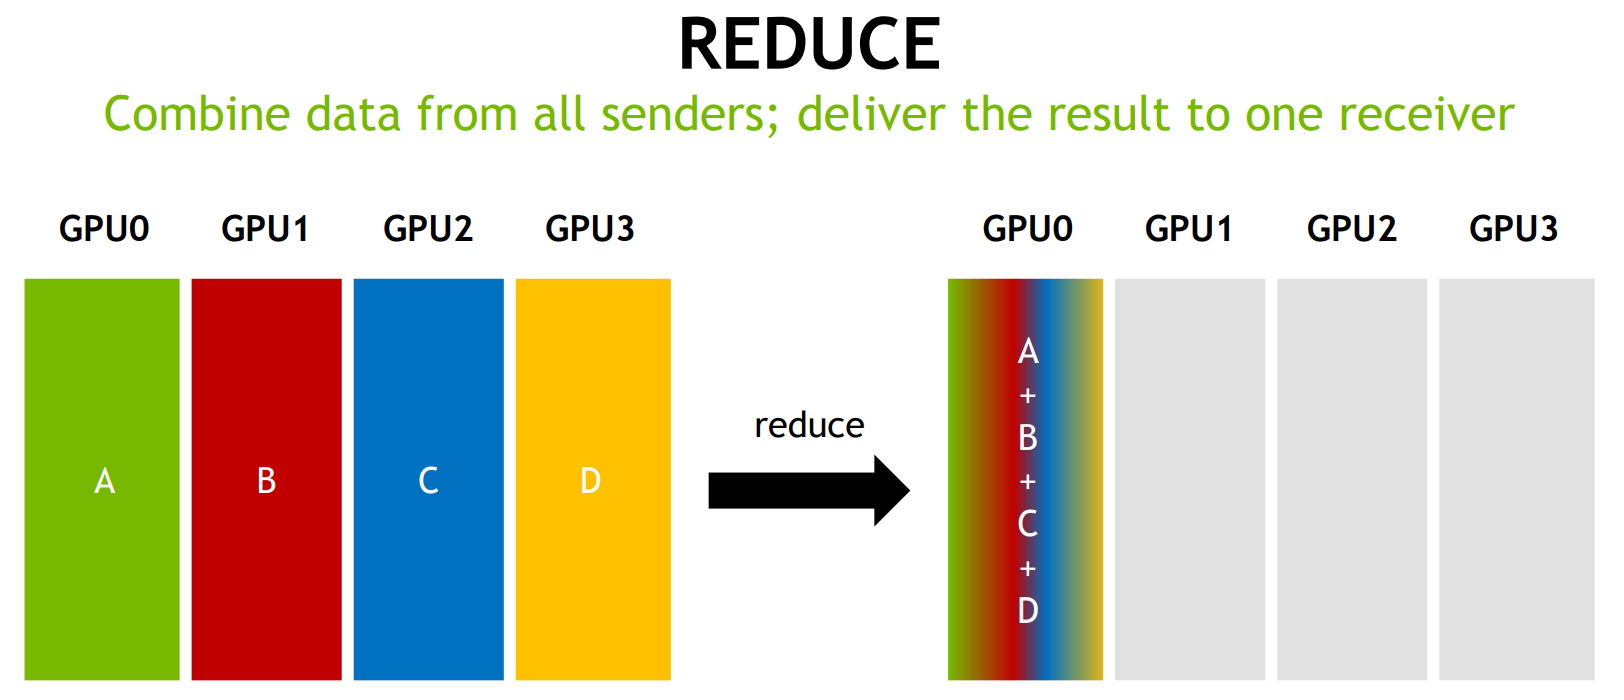 REDUCE
Combine data from all senders; deliver the result to one receiver
GPU0 GPU1 GPU2 GPU3
A B C D
reduce
GPU0 GPU1 GPU2 GPU3
A
+
B
+
C
+
D